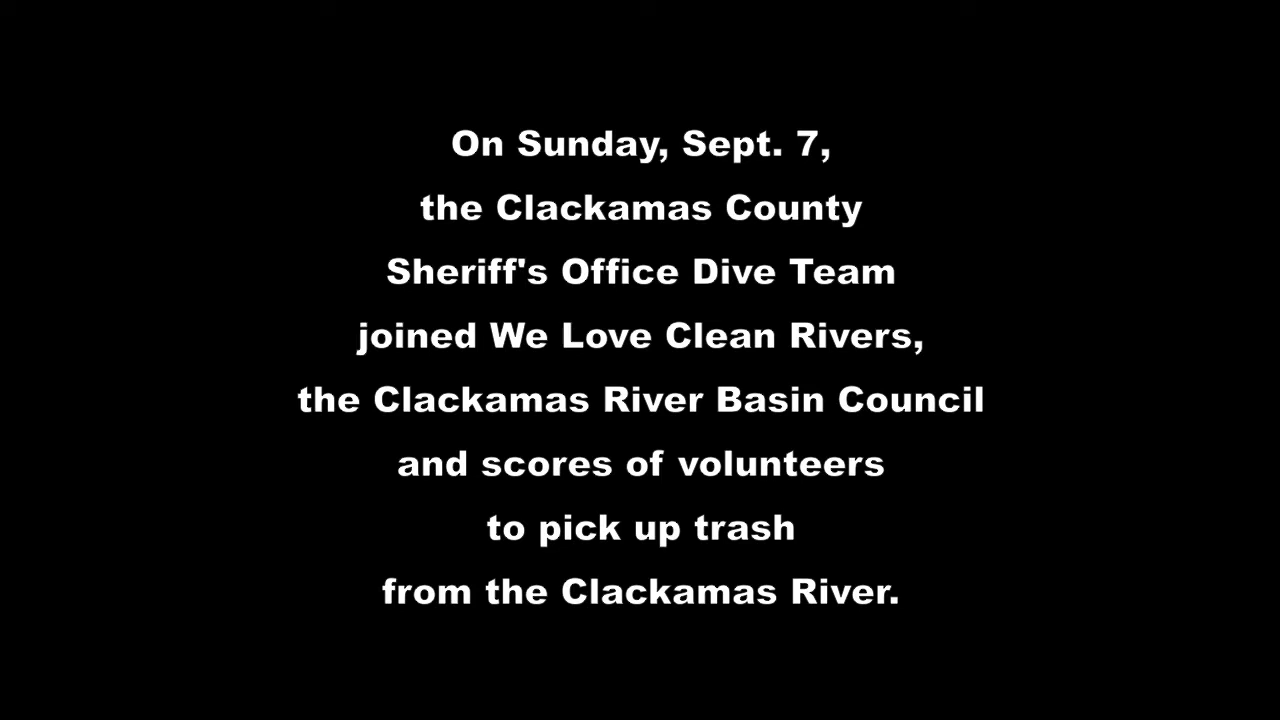 On Sunday, Sept. 7,
the Clackamas County
Sheriff's Office Dive Team
joined We Love Clean Rivers,
the Clackamas River Basin Council
and scores of volunteers
to pick up trash
from the Clackamas River.